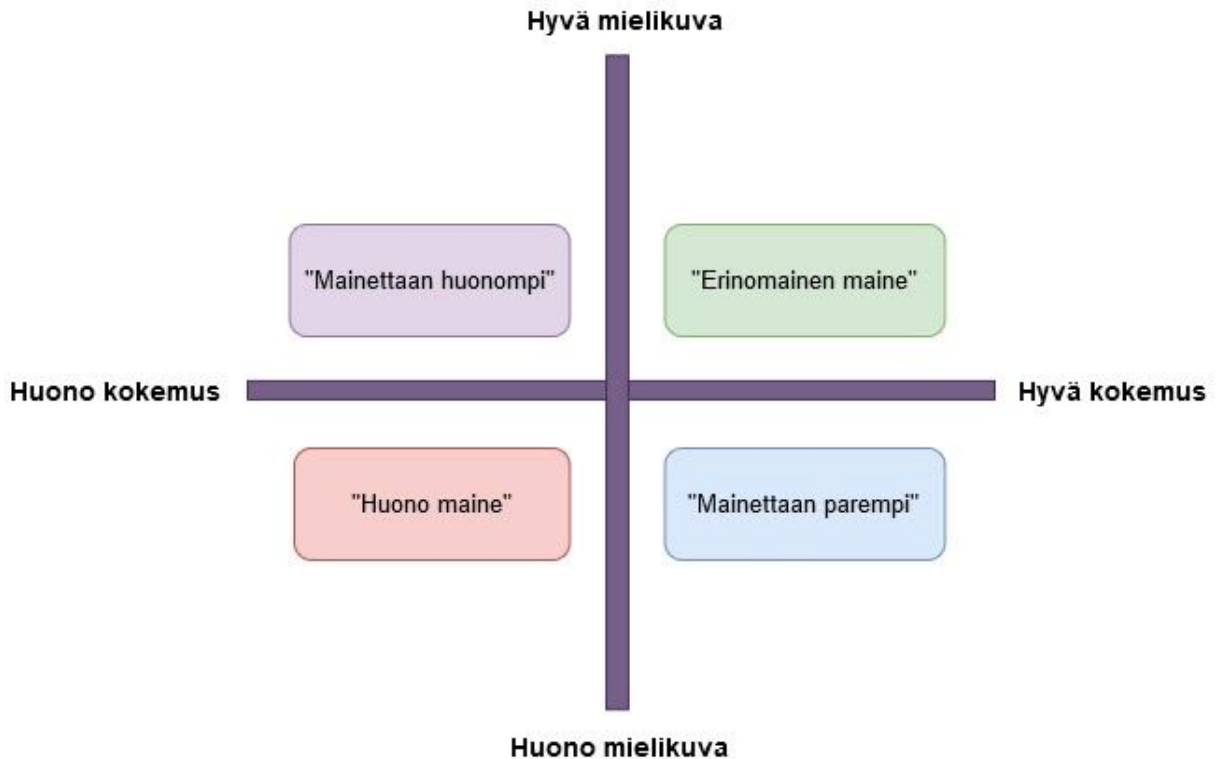 Hyvä mielikuva
"Mainettaan huonompi"
"Erinomainen maine"
Huono kokemus
Hyvä kokemus
"Huono maine"
"Mainettaan parempi"
Huono mielikuva